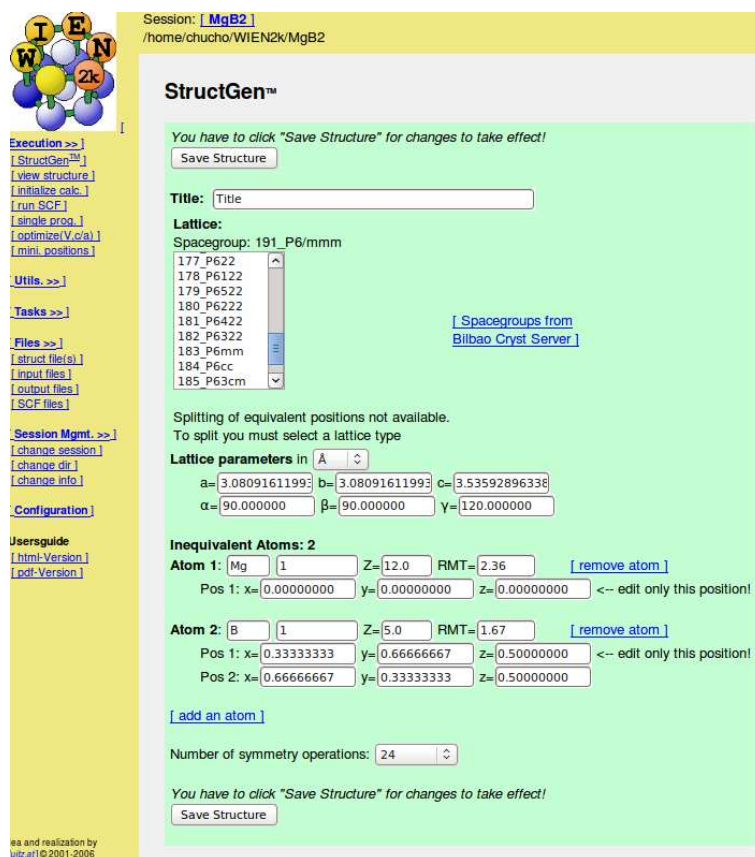 W I E N
2k
[
Execution >> ]
[ StructGen™ ]
[ view structure ]
[ initialize calc. ]
[ run SCF ]
[ single prog. ]
[ optimize(V,c/a) ]
[ mini. positions ]
Utils. >> ]
Tasks >> ]
Files >> ]
[ struct file(s) ]
[ input files ]
[ output files ]
[ SCF files ]
Session Mgmt. >> ]
[ change session ]
[ change dir ]
[ change info ]
Configuration ]
Usersguide
[ html-Version ]
[ pdf-Version ]
ea and realization by
© 2001-2006
Session: [ MgB2 ]
/home/chucho/WIEN2k/MgB2
StructGen™
You have to click "Save Structure" for changes to take effect!
Save Structure
Title: Title
Lattice:
Spacegroup: 191_P6/mmm
177_P622
178_P6122
179_P6522
180_P6222
181_P6422
182_P6322
183_P6mm
184_P6cc
185_P63cm
[ Spacegroups from
Bilbao Cryst Server ]
Splitting of equivalent positions not available.
To split you must select a lattice type
Lattice parameters in Å
a= 3.08091611993 b= 3.08091611993 c= 3.53592896338
α= 90.000000 β= 90.000000 γ= 120.000000
Inequivalent Atoms: 2
Atom 1: Mg 1 Z= 12.0 RMT= 2.36 [ remove atom ]
Pos 1: x= 0.00000000 y= 0.00000000 z= 0.00000000 <-- edit only this position!
Atom 2: B 1 Z= 5.0 RMT= 1.67 [ remove atom ]
Pos 1: x= 0.33333333 y= 0.66666667 z= 0.50000000 <-- edit only this position!
Pos 2: x= 0.66666667 y= 0.33333333 z= 0.50000000
[ add an atom ]
Number of symmetry operations: 24
You have to click "Save Structure" for changes to take effect!
Save Structure